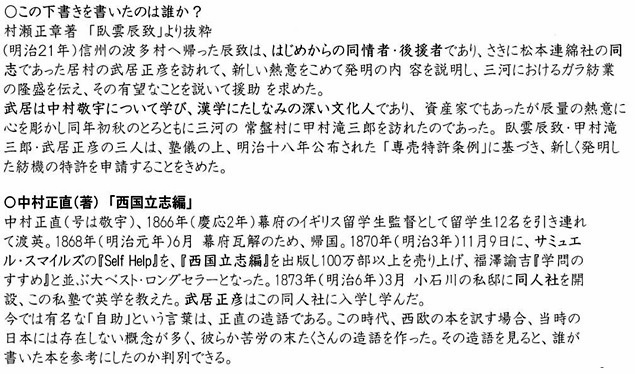 ○この下書きを書いたのは誰か？
村瀬正章著 「臥雲辰致」より抜粋
(明治21年)信州の波多村へ帰った辰致は、はじめからの同情者・後援者であり、さきに松本連綿社の同
志であった居村の武居正彦を訪れて、新しい熱意をこめて発明の内 容を説明し、三河におけるガラ紡業
の隆盛を伝え、その有望なことを説いて援助 を求めた。
武居は中村敬宇について学び、漢学にたしなみの深い文化人であり、 資産家でもあったが辰量の熱意に
心を彫かし同年初秋のとろともに三河の 常盤村に甲村滝三郎を訪れたのであった。 臥雲辰致・甲村滝
三郎・武居正彦の三人は、塾儀の上、明治十八年公布された「専売特許条例」に基づき、新しく発明し
た紡機の特許を申請することをきめた。
○中村正直(著) 「西国立志編」
中村正直(号は敬宇)、1866年(慶応2年)幕府のイギリス留学生監督として留学生12名を引き連れ
て渡英。1868年(明治元年)6月 幕府瓦解のため、帰国。1870年(明治3年)11月9日に、サミュエ
ル・スマイルズの『Self Help』を、『西国立志編』を出版し100万部以上を売り上げ、福澤諭吉『学問の
すすめ』と並ぶ大ベスト・ロングセラーとなった。1873年(明治6年)3月 小石川の私邸に同人社を開
設、この私塾で英学を教えた。武居正彦はこの同人社に入学し学んだ。
今では有名な「自助」という言葉は、正直の造語である。この時代、西欧の本を訳す場合、当時の
日本には存在しない概念が多く、彼らか苦労の末たくさんの造語を作った。その造語を見ると、誰が
書いた本を参考にしたのか判別できる。